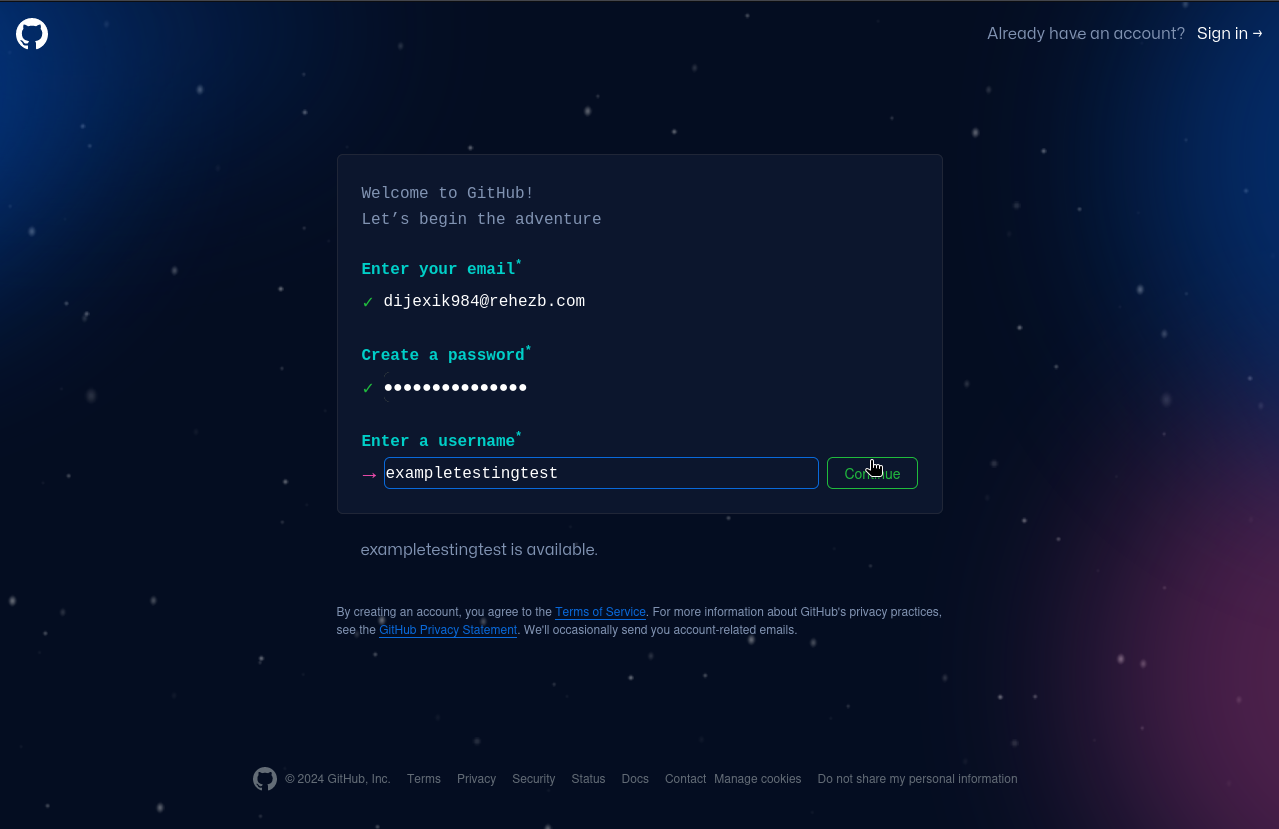 Already have an account? Sign in →
Welcome to GitHub!
Let’s begin the adventure
Enter your email*
✓ dijexik984@rehezb.com
Create a password*
✓ ●●●●●●●●●●●●●●●
Enter a username*
→ exampletestingtest Continue
exampletestingtest is available.
By creating an account, you agree to the Terms of Service. For more information about GitHub's privacy practices,
see the GitHub Privacy Statement. We'll occasionally send you account-related emails.
© 2024 GitHub, Inc. Terms Privacy Security Status Docs Contact Manage cookies Do not share my personal information